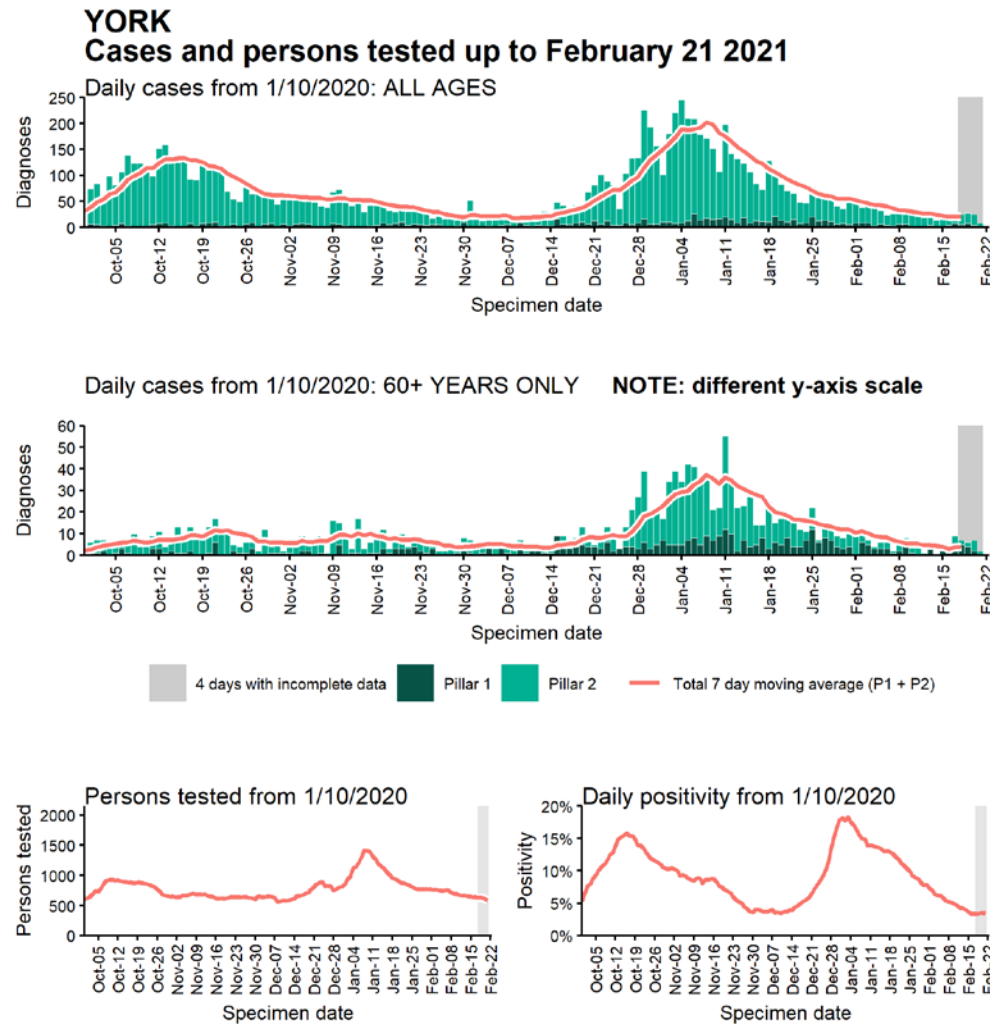 YORK
Cases and persons tested up to February 21 2021
Daily cases from 1/10/2020: ALL AGES
Diagnoses
250
200
150
100
50
0
Oct-05 Oct-12 Oct-19 Oct-26 Nov-02 Nov-09 Nov-16 Nov-23 Nov-30 Dec-07 Dec-14 Dec-21 Dec-28 Jan-04 Jan-11 Jan-18 Jan-25 Feb-01 Feb-08 Feb-15 Feb-22
Specimen date
Daily cases from 1/10/2020: 60+ YEARS ONLY NOTE: different y-axis scale
Diagnoses
60
50
40
30
20
10
0
Oct-05 Oct-12 Oct-19 Oct-26 Nov-02 Nov-09 Nov-16 Nov-23 Nov-30 Dec-07 Dec-14 Dec-21 Dec-28 Jan-04 Jan-11 Jan-18 Jan-25 Feb-01 Feb-08 Feb-15 Feb-22
Specimen date
4 days with incomplete data Pillar 1 Pillar 2 Total 7 day moving average (P1 + P2)
Persons tested from 1/10/2020
Persons tested
2000
1500
1000
500
0
Oct-05 Oct-12 Oct-19 Oct-26 Nov-02 Nov-09 Nov-16 Nov-23 Nov-30 Dec-07 Dec-14 Dec-21 Dec-28 Jan-04 Jan-11 Jan-18 Jan-25 Feb-01 Feb-08 Feb-15 Feb-22
Specimen date
Daily positivity from 1/10/2020
Positivity
20%
15%
10%
5%
0%
Oct-05 Oct-12 Oct-19 Oct-26 Nov-02 Nov-09 Nov-16 Nov-23 Nov-30 Dec-07 Dec-14 Dec-21 Dec-28 Jan-04 Jan-11 Jan-18 Jan-25 Feb-01 Feb-08 Feb-15 Feb-22
Specimen date